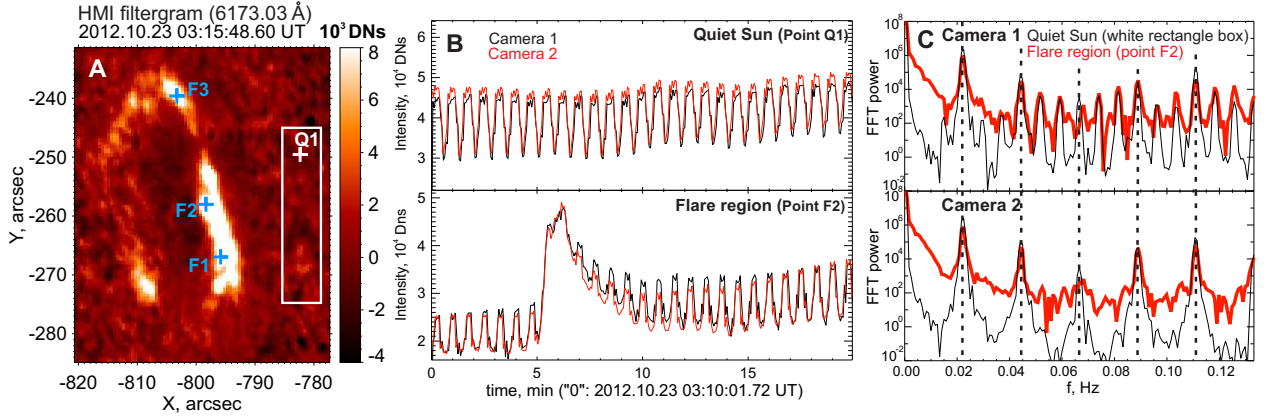 HMI filtergram (6173.03 Å)
2012.10.23 03:15:48.60 UT
10³ DNs
A
F3
Q1
F2
F1
-240
-250
-260
-270
-280
Y, arcsec
-820 -810 -800 -790 -780
X, arcsec
8
6
4
2
0
-2
-4
B
Camera 1
Camera 2
Quiet Sun (Point Q1)
Intensity, 10⁴ DNs
6
5
4
3
Flare region (Point F2)
Intensity, 10⁴ Dns
5
4
3
2
0 5 10 15
time, min ("0": 2012.10.23 03:10:01.72 UT)
C
Camera 1
Quiet Sun (white rectangle box)
Flare region (point F2)
FFT power
10⁸
10⁶
10⁴
10²
10⁰
10⁻²
Camera 2
FFT power
10⁸
10⁶
10⁴
10²
10⁰
10⁻²
0.00 0.02 0.04 0.06 0.08 0.10 0.12
f, Hz